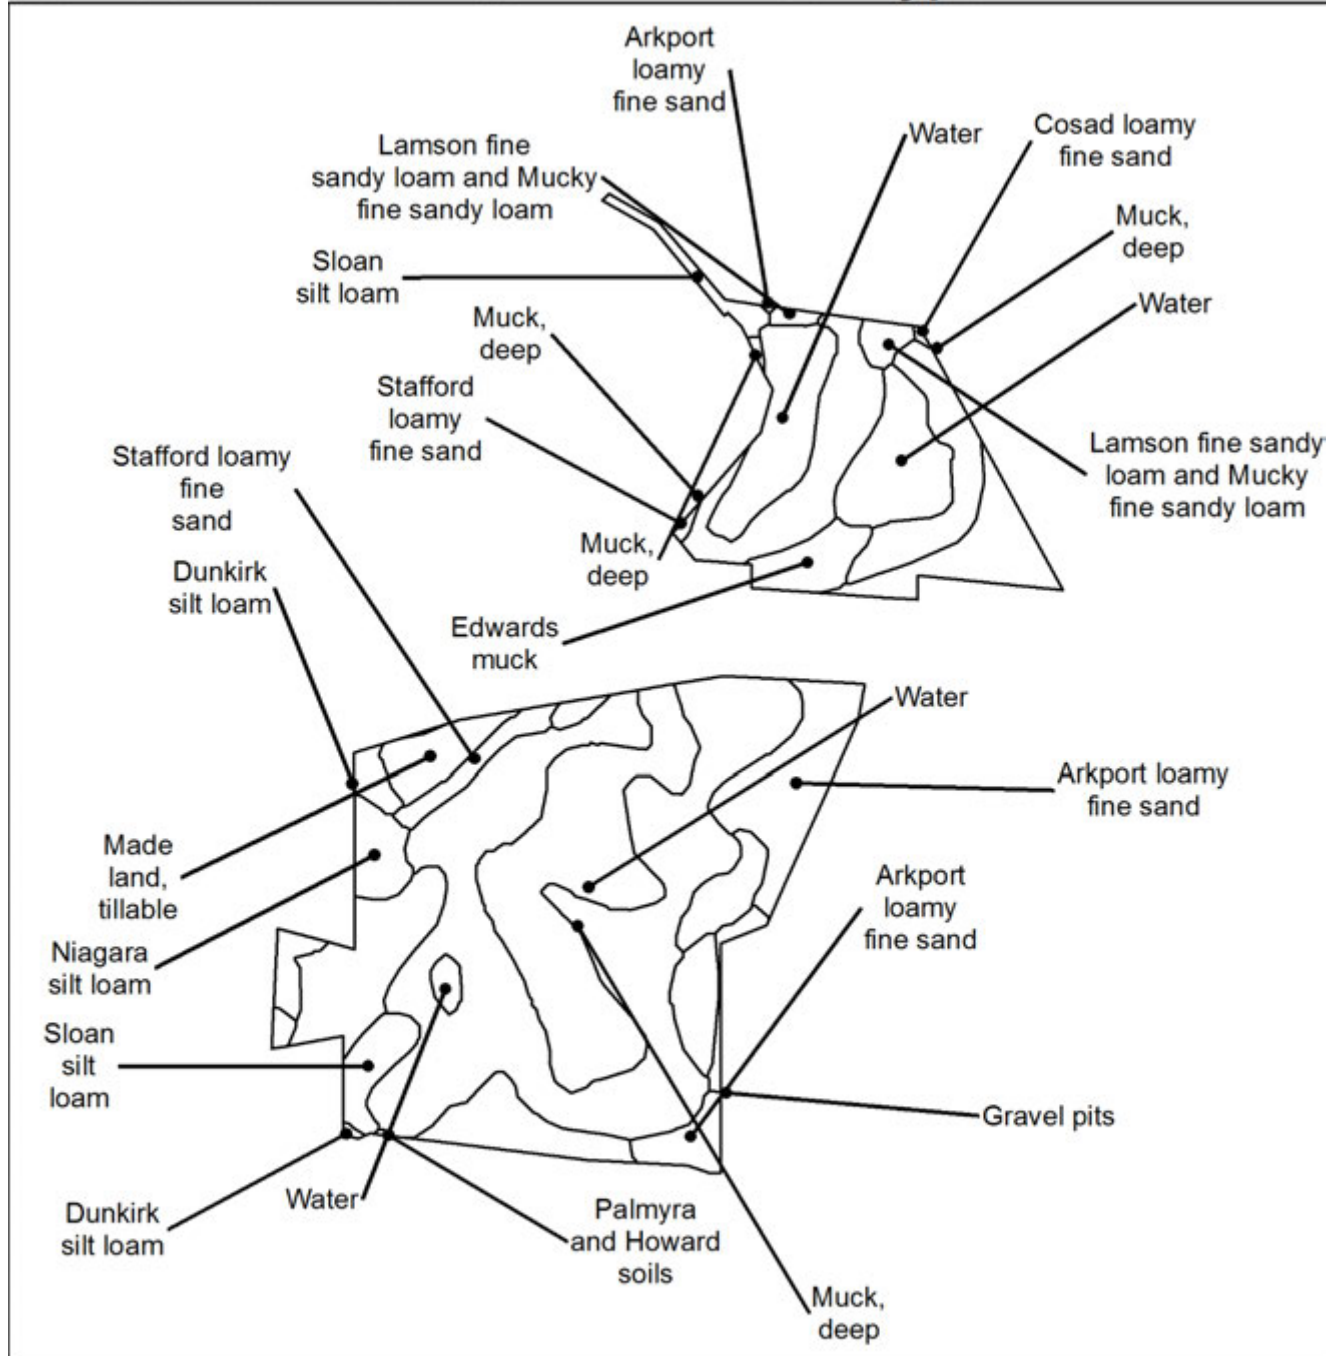 Arkport
loamy
fine sand
Water
Cosad loamy
fine sand
Lamson fine
sandy loam and Mucky
fine sandy loam
Muck,
deep
Sloan
silt loam
Water
Muck,
deep
Stafford
loamy
fine sand
Lamson fine sandy
loam and Mucky
fine sandy loam
Stafford loamy
fine
sand
Muck,
deep
Dunkirk
silt loam
Edwards
muck
Water
Arkport loamy
fine sand
Made
land,
tillable
Arkport
loamy
fine sand
Niagara
silt loam
Sloan
silt
loam
Gravel pits
Water
Dunkirk
silt loam
Palmyra
and Howard
soils
Muck,
deep